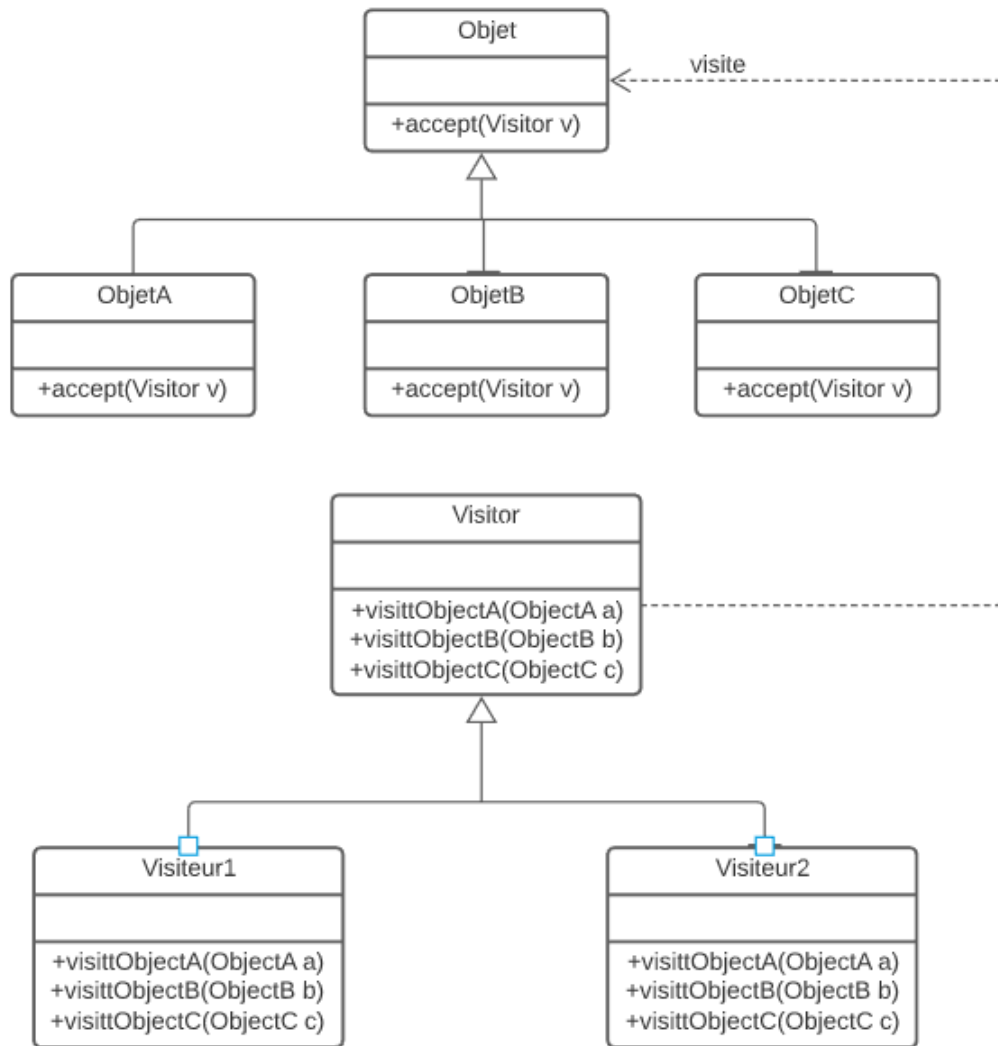 Objet
visite
+accept(Visitor v)
ObjetA
+accept(Visitor v)
ObjetB
+accept(Visitor v)
ObjetC
+accept(Visitor v)
Visitor
+visittObjectA(ObjectA a)
+visittObjectB(ObjectB b)
+visittObjectC(ObjectC c)
Visiteur1
+visittObjectA(ObjectA a)
+visittObjectB(ObjectB b)
+visittObjectC(ObjectC c)
Visiteur2
+visittObjectA(ObjectA a)
+visittObjectB(ObjectB b)
+visittObjectC(ObjectC c)